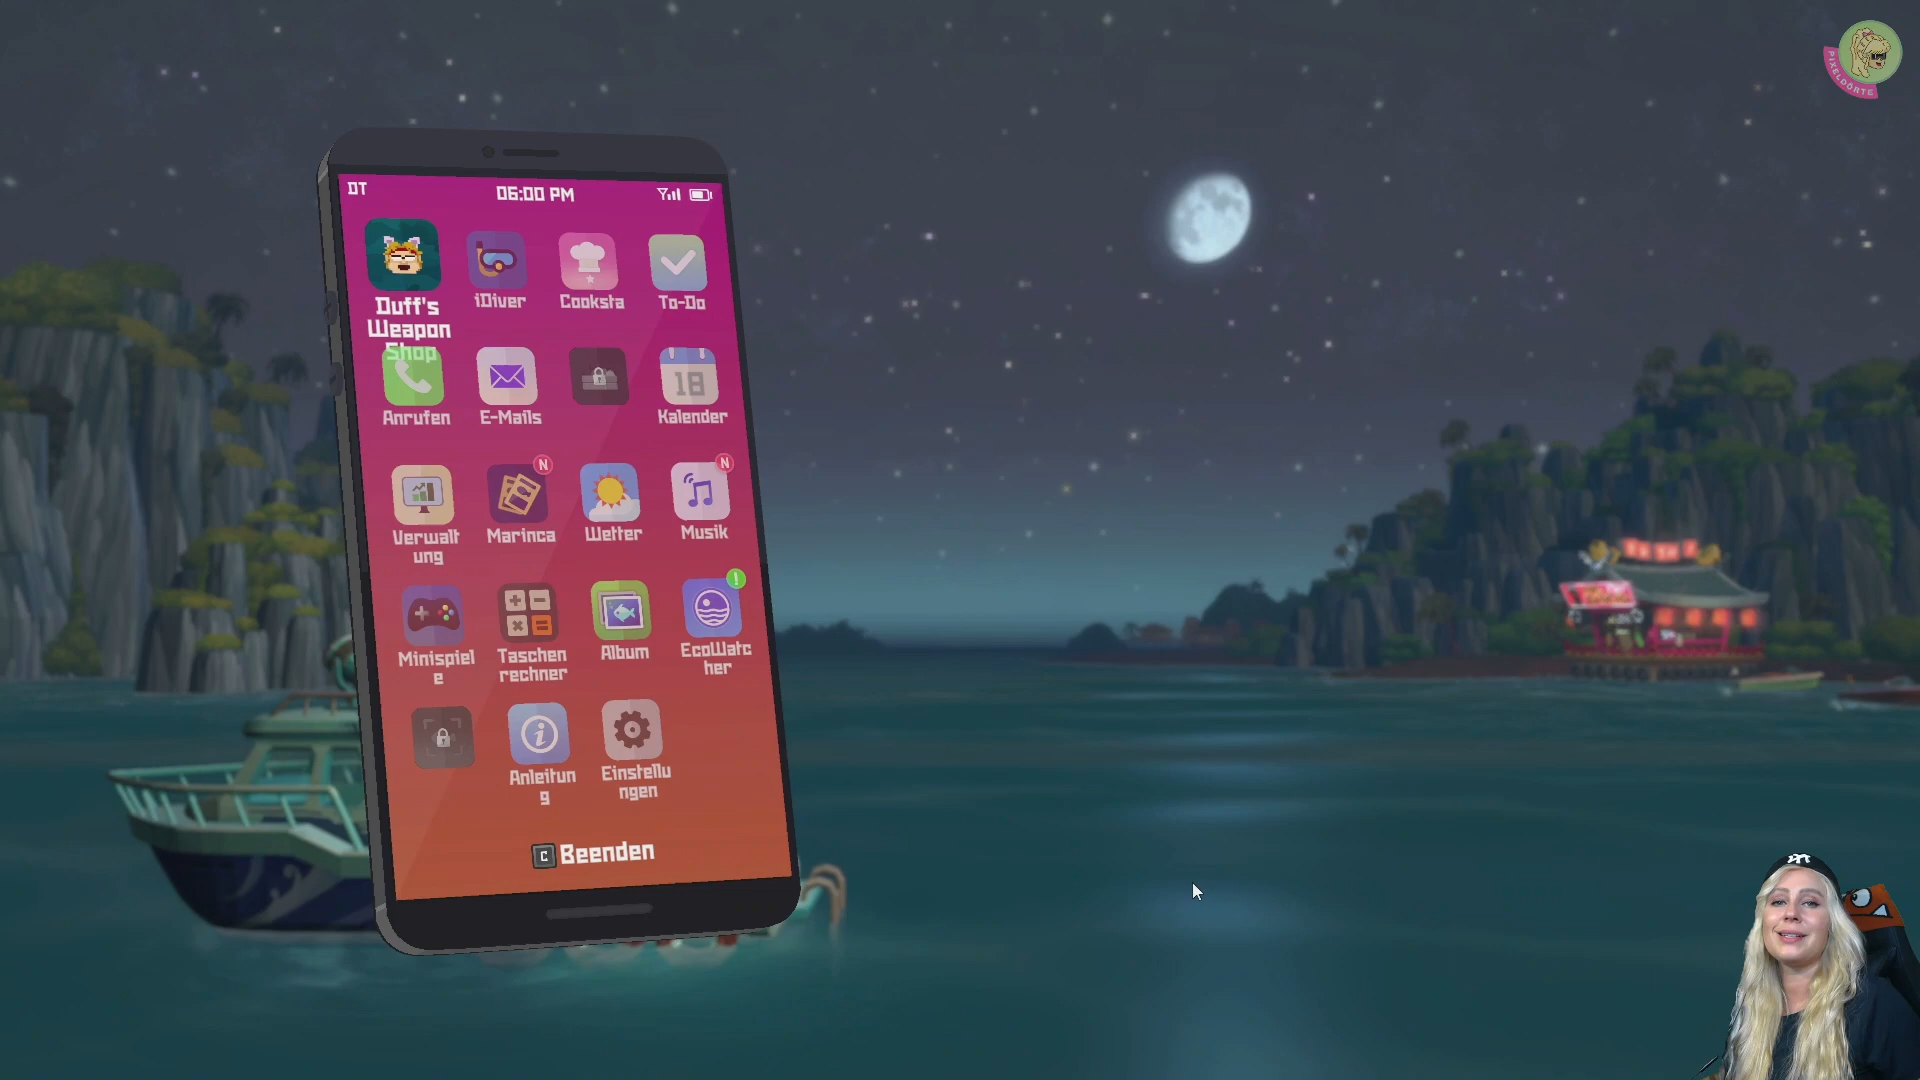 PIXELDÖRTE
DT
06:00 PM
Duff's
Weapon
Shop
iDiver
Cooksta
To-Do
Anrufen
E-Mails
18
Kalender
N
N
Verwalt
ung
Marinca
Wetter
Musik
!
Minispiel
e
Taschen
rechner
Album
EcoWatc
her
Anleitun
g
Einstellu
ngen
C Beenden